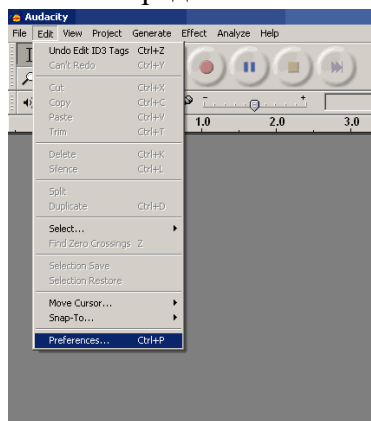 Audacity
File Edit View Project Generate Effect Analyze Help
Undo Edit ID3 Tags Ctrl+Z
Can't Redo Ctrl+Y
Cut Ctrl+X
Copy Ctrl+C
Paste Ctrl+V
Trim Ctrl+T
Delete Ctrl+K
Silence Ctrl+L
Split
Duplicate Ctrl+D
Select...
Find Zero Crossings Z
Selection Save
Selection Restore
Move Cursor...
Snap-To...
Preferences... Ctrl+P
- +
1.0 2.0 3.0